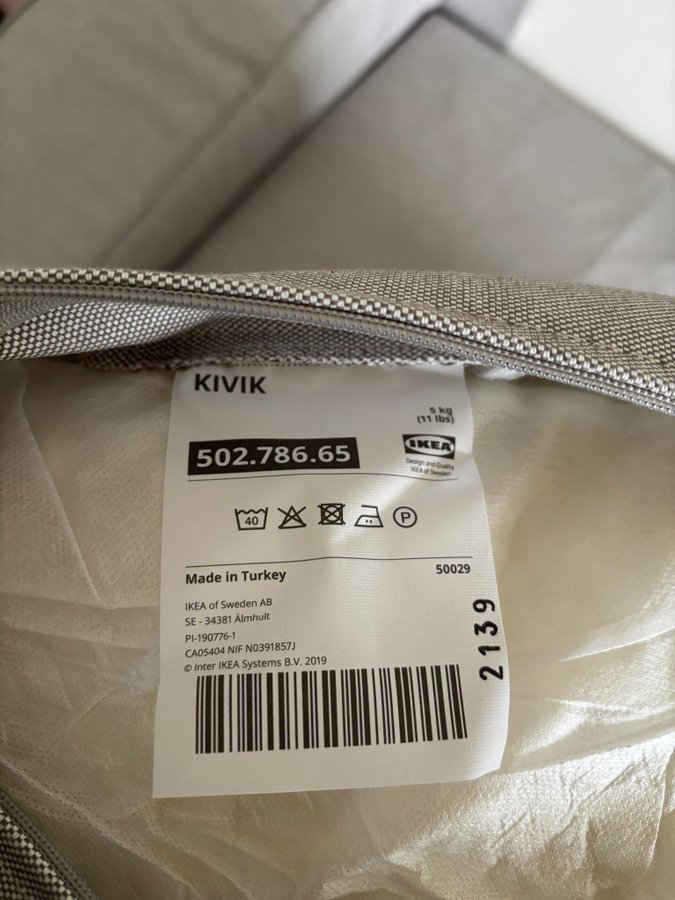 KIVIK
5 kg
(11 lbs)
502.786.65
IKEA
Design and Quality
IKEA of Sweden
40
P
Made in Turkey
50029
IKEA of Sweden AB
SE - 34381 Älmhult
PI-190776-1
CA05404 NIF N0391857J
© Inter IKEA Systems B.V. 2019
2139